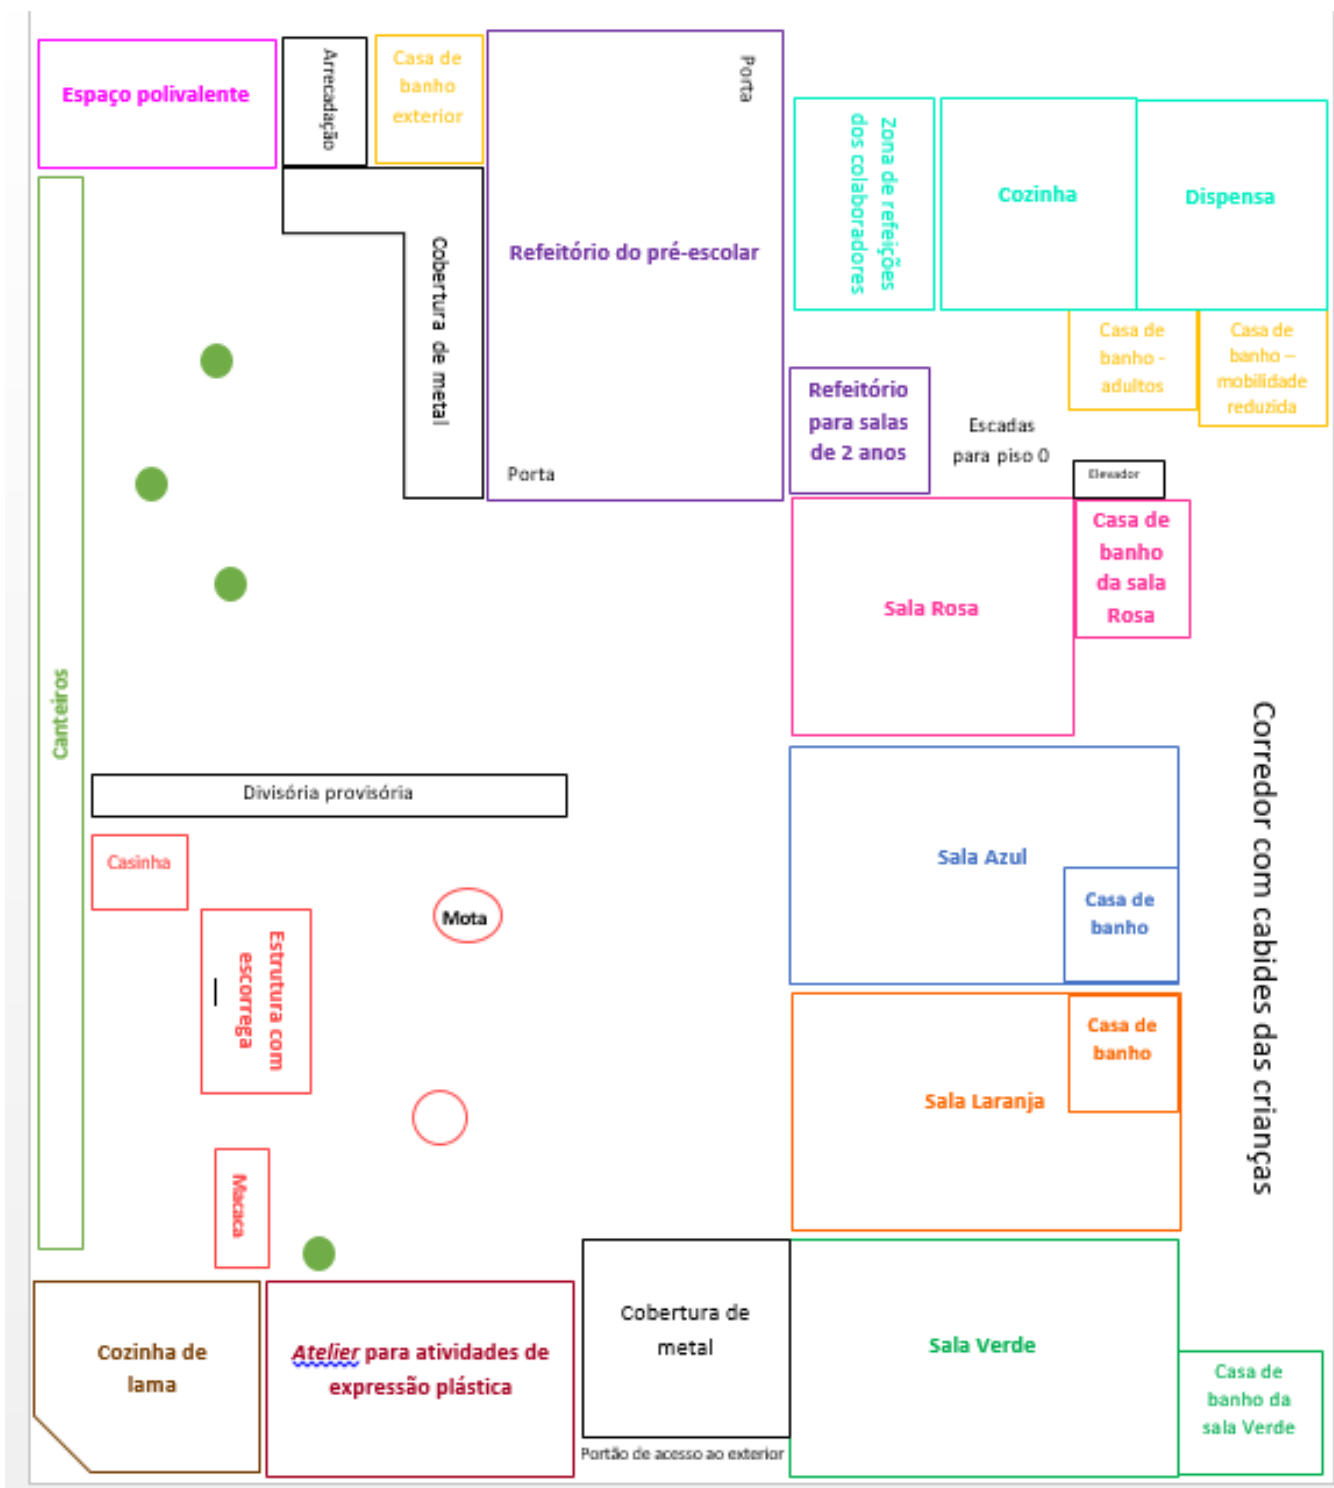 Espaço polivalente
Arrecadação
Casa de
banho
exterior
Porta
Refeitório do pré-escolar
Porta
Cobertura de metal
Zona de refeições
dos colaboradores
Cozinha
Dispensa
Casa de
banho -
adultos
Casa de
banho –
mobilidade
reduzida
Refeitório
para salas
de 2 anos
Escadas
para piso 0
Elevador
Casa de
banho
da sala
Rosa
Sala Rosa
Canteiros
Divisória provisória
Casinha
Mota
Estrutura com
escorrega
Macaca
Sala Azul
Casa de
banho
Corredor com cabides das crianças
Casa de
banho
Sala Laranja
Cozinha de
lama
Atelier para atividades de
expressão plástica
Cobertura de
metal
Portão de acesso ao exterior
Sala Verde
Casa de
banho da
sala Verde